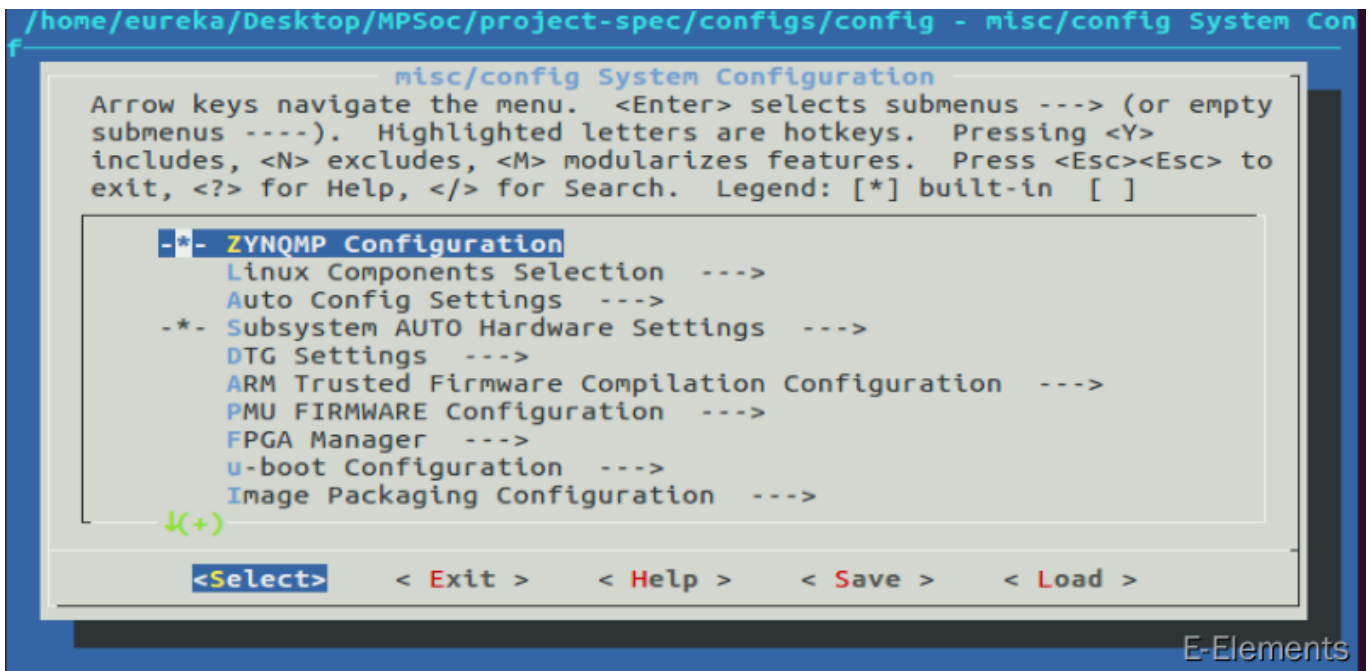 /home/eureka/Desktop/MPSoc/project-spec/configs/config - misc/config System Con
f
misc/config System Configuration
Arrow keys navigate the menu.  <Enter> selects submenus ---> (or empty
submenus ----).  Highlighted letters are hotkeys.  Pressing <Y>
includes, <N> excludes, <M> modularizes features.  Press <Esc><Esc> to
exit, <?> for Help, </> for Search.  Legend: [*] built-in  [ ]
-*- ZYNQMP Configuration
Linux Components Selection  --->
Auto Config Settings  --->
-*- Subsystem AUTO Hardware Settings  --->
DTG Settings  --->
ARM Trusted Firmware Compilation Configuration  --->
PMU FIRMWARE Configuration  --->
FPGA Manager  --->
u-boot Configuration  --->
Image Packaging Configuration  --->
↓(+)
<Select>    < Exit >    < Help >    < Save >    < Load >
E-Elements